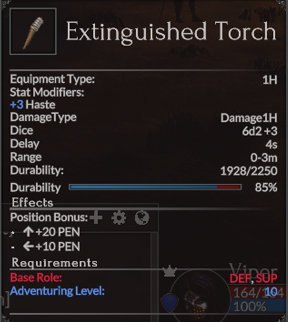 Extinguished Torch
Equipment Type: 1H
Stat Modifiers:
+3 Haste
DamageType Damage1H
Dice 6d2 +3
Delay 4s
Range 0-3m
Durability: 1928/2250
Durability 85%
Effects
Position Bonus:
- ↑+20 PEN
- ←+10 PEN
Requirements
Base Role: DEF,SUP
Adventuring Level: 10
Viper
164/164
100%